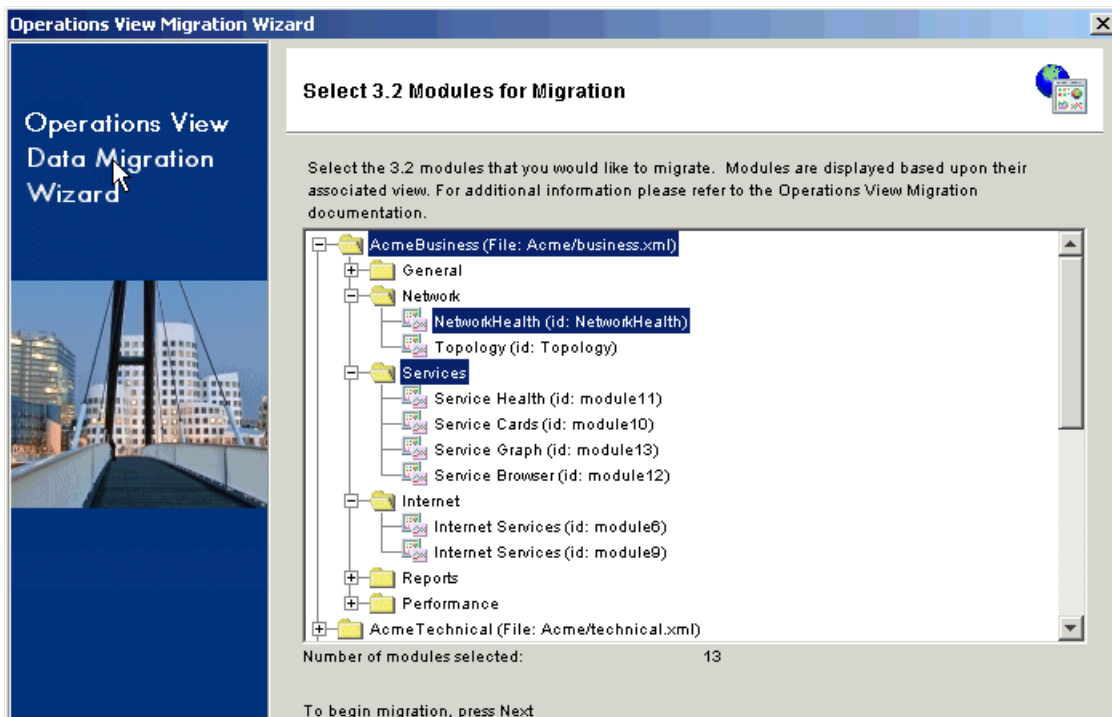 Operations View Migration Wizard
Operations View
Data Migration
Wizard
Select 3.2 Modules for Migration
Select the 3.2 modules that you would like to migrate. Modules are displayed based upon their
associated view. For additional information please refer to the Operations View Migration
documentation.
AcmeBusiness (File: Acme/business.xml)
General
Network
NetworkHealth (id: NetworkHealth)
Topology (id: Topology)
Services
Service Health (id: module11)
Service Cards (id: module10)
Service Graph (id: module13)
Service Browser (id: module12)
Internet
Internet Services (id: module6)
Internet Services (id: module9)
Reports
Performance
AcmeTechnical (File: Acme/technical.xml)
Number of modules selected: 13
To begin migration, press Next